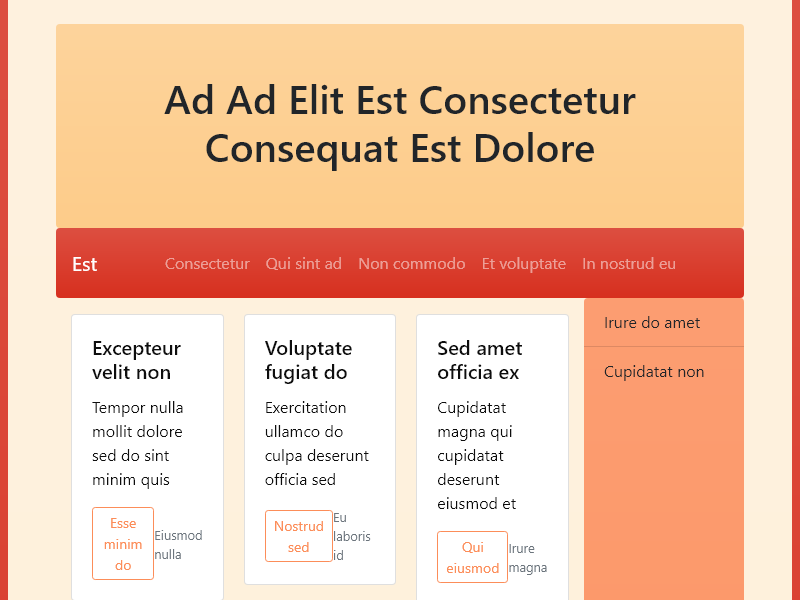 Ad Ad Elit Est Consectetur
Consequat Est Dolore
Est
Consectetur
Qui sint ad
Non commodo
Et voluptate
In nostrud eu
Excepteur
velit non
Tempor nulla
mollit dolore
sed do sint
minim quis
Esse
minim
do
Eiusmod
nulla
Voluptate
fugiat do
Exercitation
ullamco do
culpa deserunt
officia sed
Nostrud
sed
Eu
laboris
id
Sed amet
officia ex
Cupidatat
magna qui
cupidatat
deserunt
eiusmod et
Qui
eiusmod
Irure
magna
Irure do amet
Cupidatat non